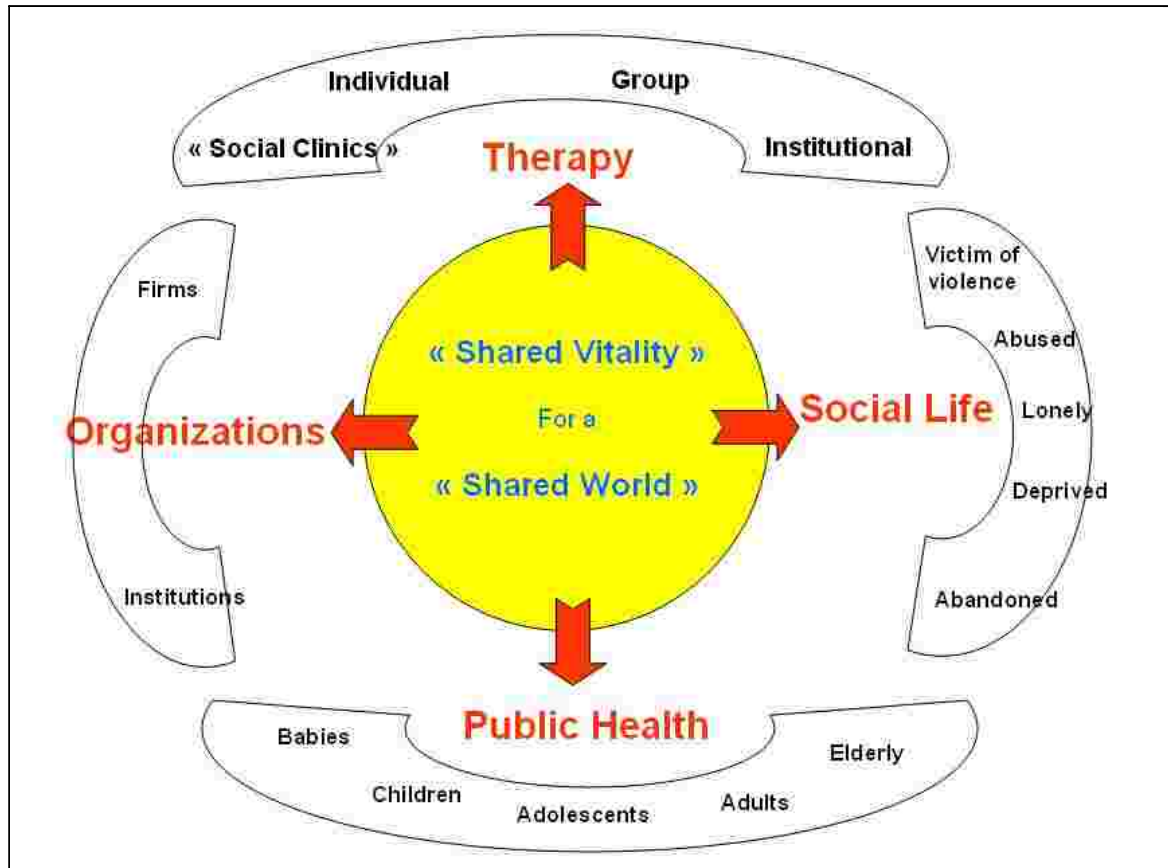 Individual Group
« Social Clinics » Therapy Institutional
Firms
Victim of
violence
« Shared Vitality »
Abused
Organizations For a Social Life
Lonely
« Shared World »
Deprived
Institutions
Abandoned
Public Health
Babies
Elderly
Children
Adolescents
Adults